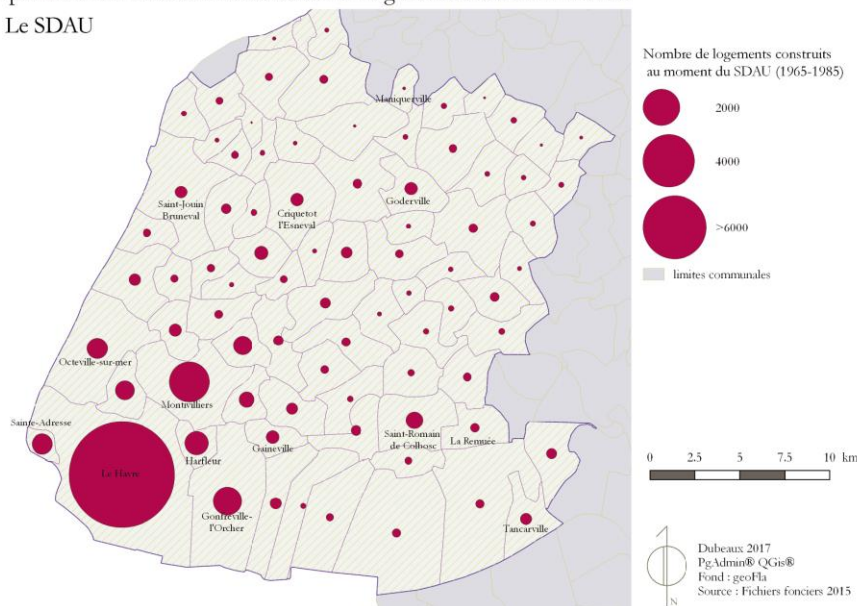 Le SDAU
Maniquerville
Saint-Jouin
Bruneval
Criquetot
l'Esneval
Goderville
Octeville-sur-mer
Montivilliers
Sainte-Adresse
Le Havre
Harfleur
Gaineville
Saint-Romain
de Colbosc
La Remuée
Gonfreville-
l'Orcher
Tancarville
Nombre de logements construits
au moment du SDAU (1965-1985)
2000
4000
>6000
limites communales
0 2.5 5 7.5 10 km
Dubeaux 2017
PgAdmin® QGis®
Fond : geoFla
Source : Fichiers fonciers 2015
N